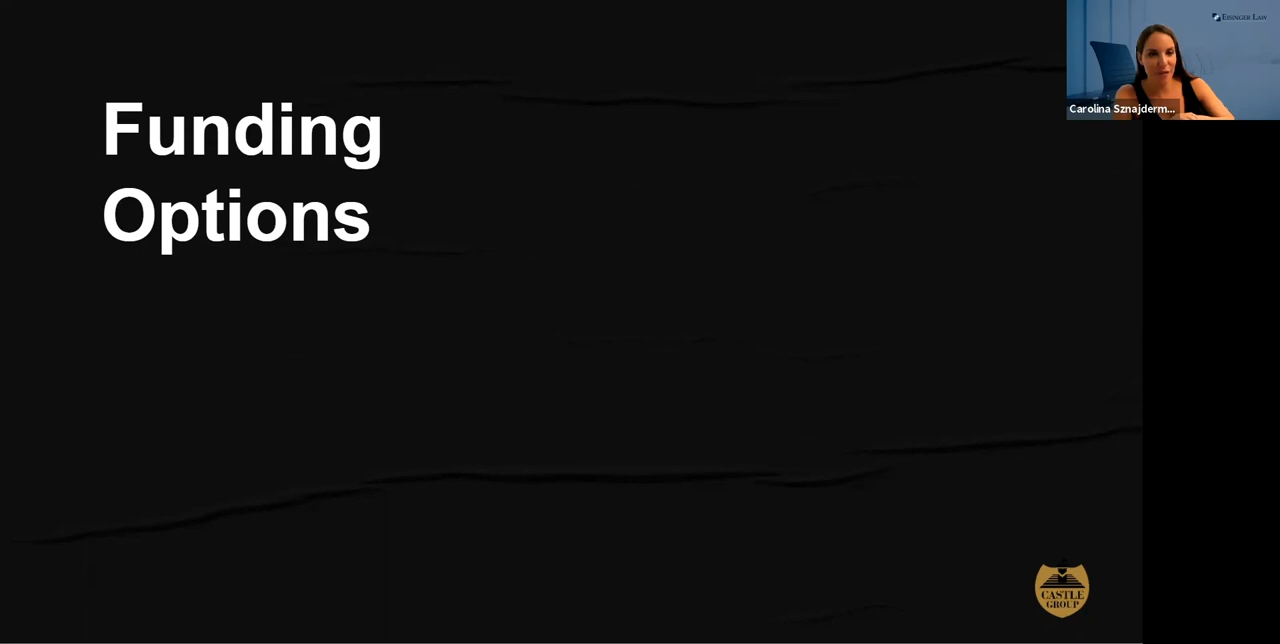 Funding
Options
EISINGER LAW
Carolina Sznajderm...
CASTLE
GROUP